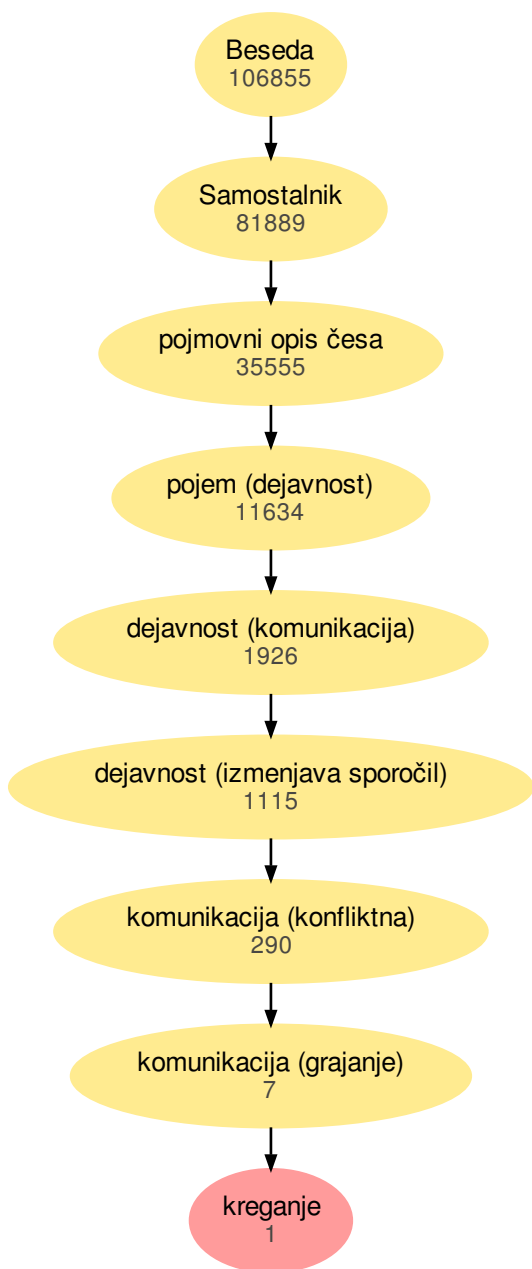 Beseda
106855
Samostalnik
81889
pojmovni opis česa
35555
pojem (dejavnost)
11634
dejavnost (komunikacija)
1926
dejavnost (izmenjava sporočil)
1115
komunikacija (konfliktna)
290
komunikacija (grajanje)
7
kreganje
1